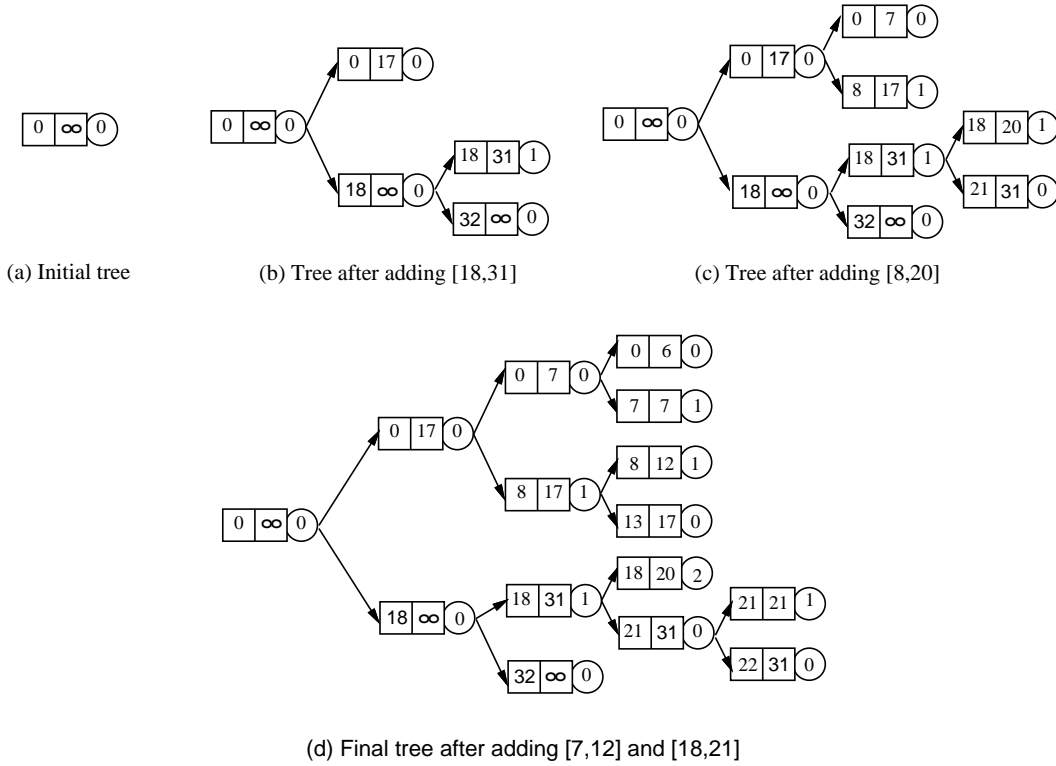 0 ∞ 0
(a) Initial tree
0 17 0
0 ∞ 0
18 31 1
18 ∞ 0
32 ∞ 0
(b) Tree after adding [18,31]
0 7 0
0 17 0
8 17 1
0 ∞ 0
18 20 1
18 31 1
18 ∞ 0
21 31 0
32 ∞ 0
(c) Tree after adding [8,20]
0 6 0
0 7 0
7 7 1
0 17 0
8 12 1
8 17 1
13 17 0
0 ∞ 0
18 20 2
18 31 1
21 21 1
18 ∞ 0
21 31 0
22 31 0
32 ∞ 0
(d) Final tree after adding [7,12] and [18,21]